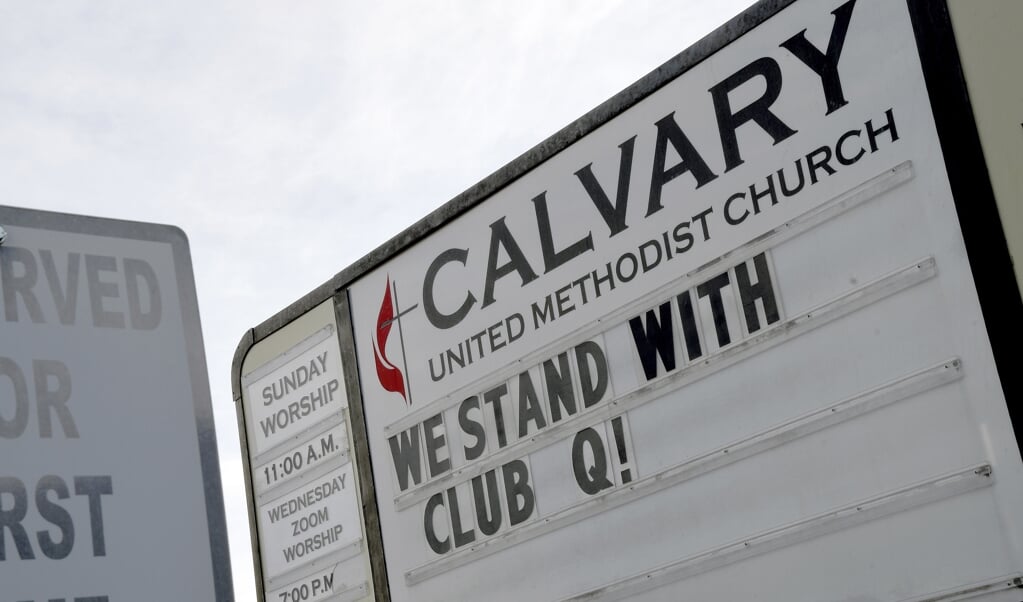 RVED
OR
RST
CALVARY
UNITED METHODIST CHURCH
WE STAND WITH
CLUB Q!
SUNDAY
WORSHIP
11:00 A.M.
WEDNESDAY
ZOOM
WORSHIP
7:00 P.M